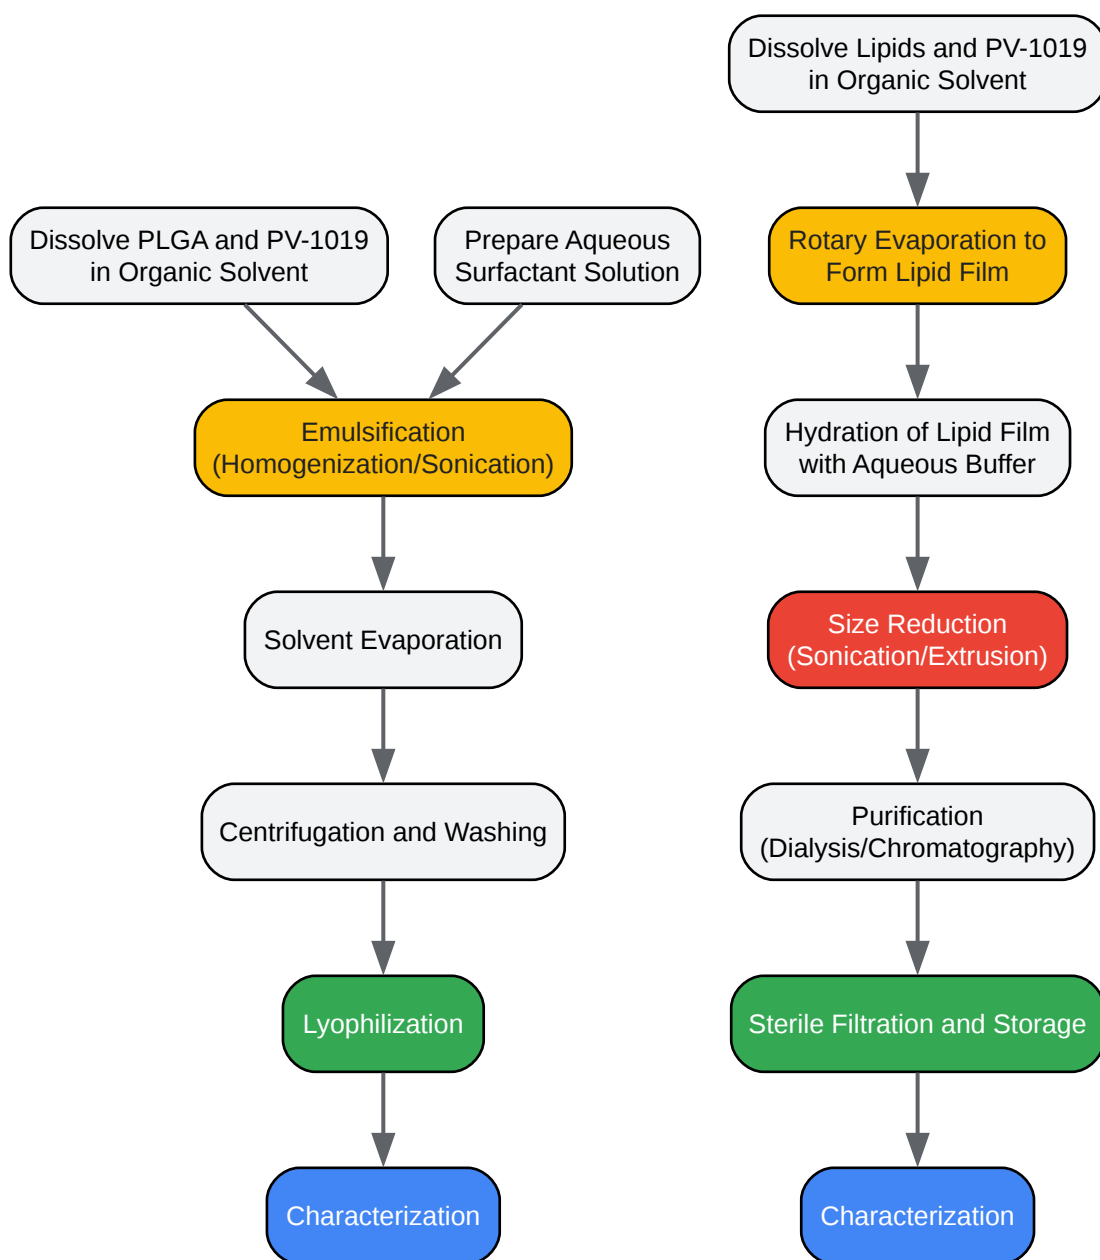 Dissolve PLGA and PV-1019
in Organic Solvent
Prepare Aqueous
Surfactant Solution
Emulsification
(Homogenization/Sonication)
Solvent Evaporation
Centrifugation and Washing
Lyophilization
Characterization
Dissolve Lipids and PV-1019
in Organic Solvent
Rotary Evaporation to
Form Lipid Film
Hydration of Lipid Film
with Aqueous Buffer
Size Reduction
(Sonication/Extrusion)
Purification
(Dialysis/Chromatography)
Sterile Filtration and Storage
Characterization